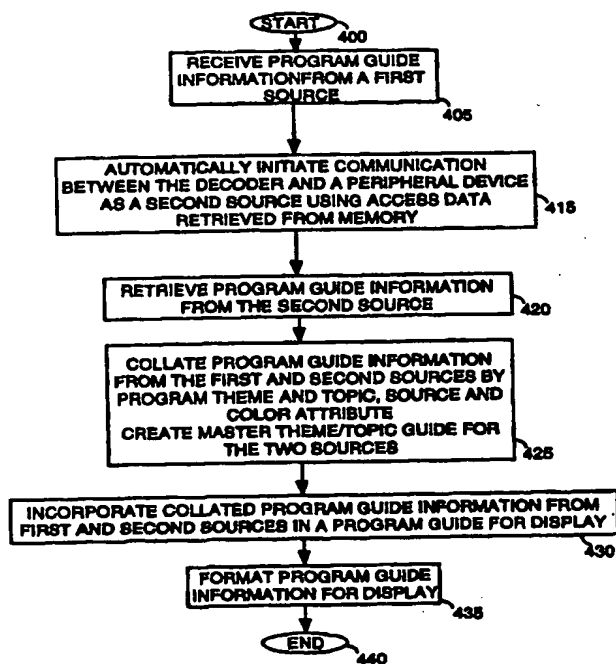 START
400
RECEIVE PROGRAM GUIDE
INFORMATIONFROM A FIRST
SOURCE
405
AUTOMATICALLY INITIATE COMMUNICATION
BETWEEN THE DECODER AND A PERIPHERAL DEVICE
AS A SECOND SOURCE USING ACCESS DATA
RETRIEVED FROM MEMORY
415
RETRIEVE PROGRAM GUIDE INFORMATION
FROM THE SECOND SOURCE
420
COLLATE PROGRAM GUIDE INFORMATION
FROM THE FIRST AND SECOND SOURCES BY
PROGRAM THEME AND TOPIC, SOURCE AND
COLOR ATTRIBUTE
CREATE MASTER THEME/TOPIC GUIDE FOR
THE TWO SOURCES
425
INCORPORATE COLLATED PROGRAM GUIDE INFORMATION FROM
FIRST AND SECOND SOURCES IN A PROGRAM GUIDE FOR DISPLAY
430
FORMAT PROGRAM GUIDE
INFORMATION FOR DISPLAY
435
END
440